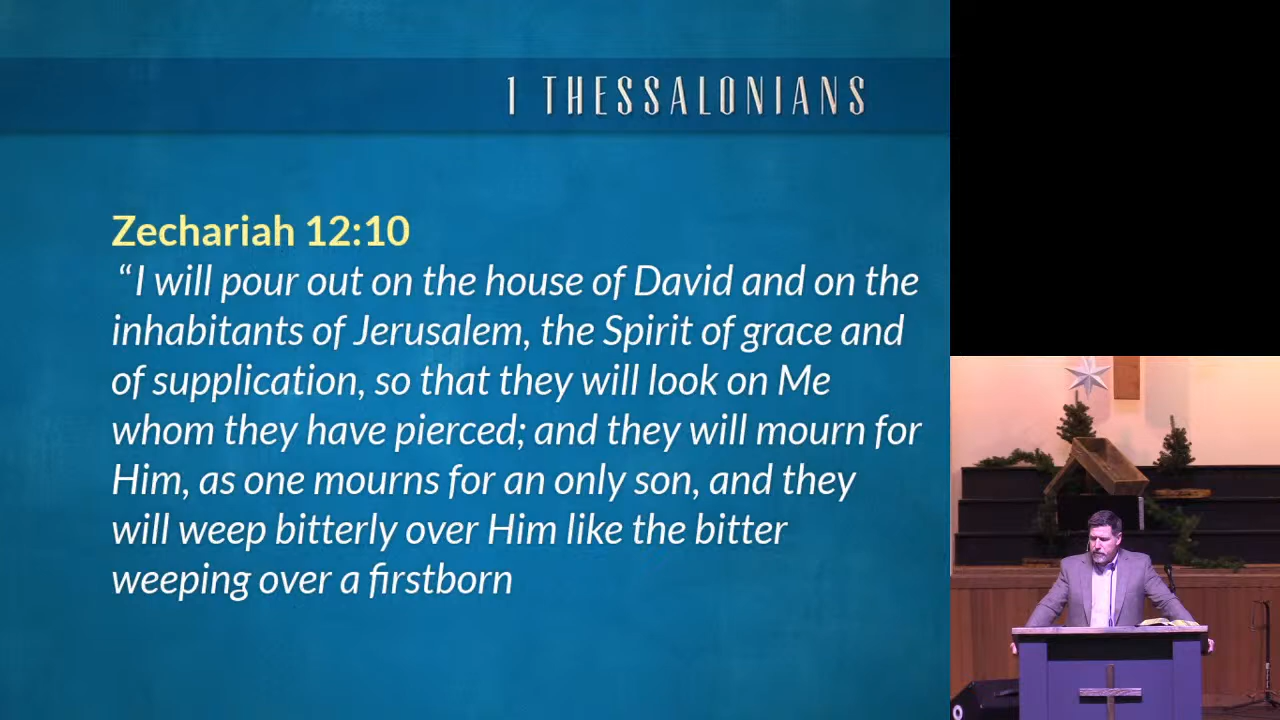 1 THESSALONIANS
Zechariah 12:10
“I will pour out on the house of David and on the
inhabitants of Jerusalem, the Spirit of grace and
of supplication, so that they will look on Me
whom they have pierced; and they will mourn for
Him, as one mourns for an only son, and they
will weep bitterly over Him like the bitter
weeping over a firstborn